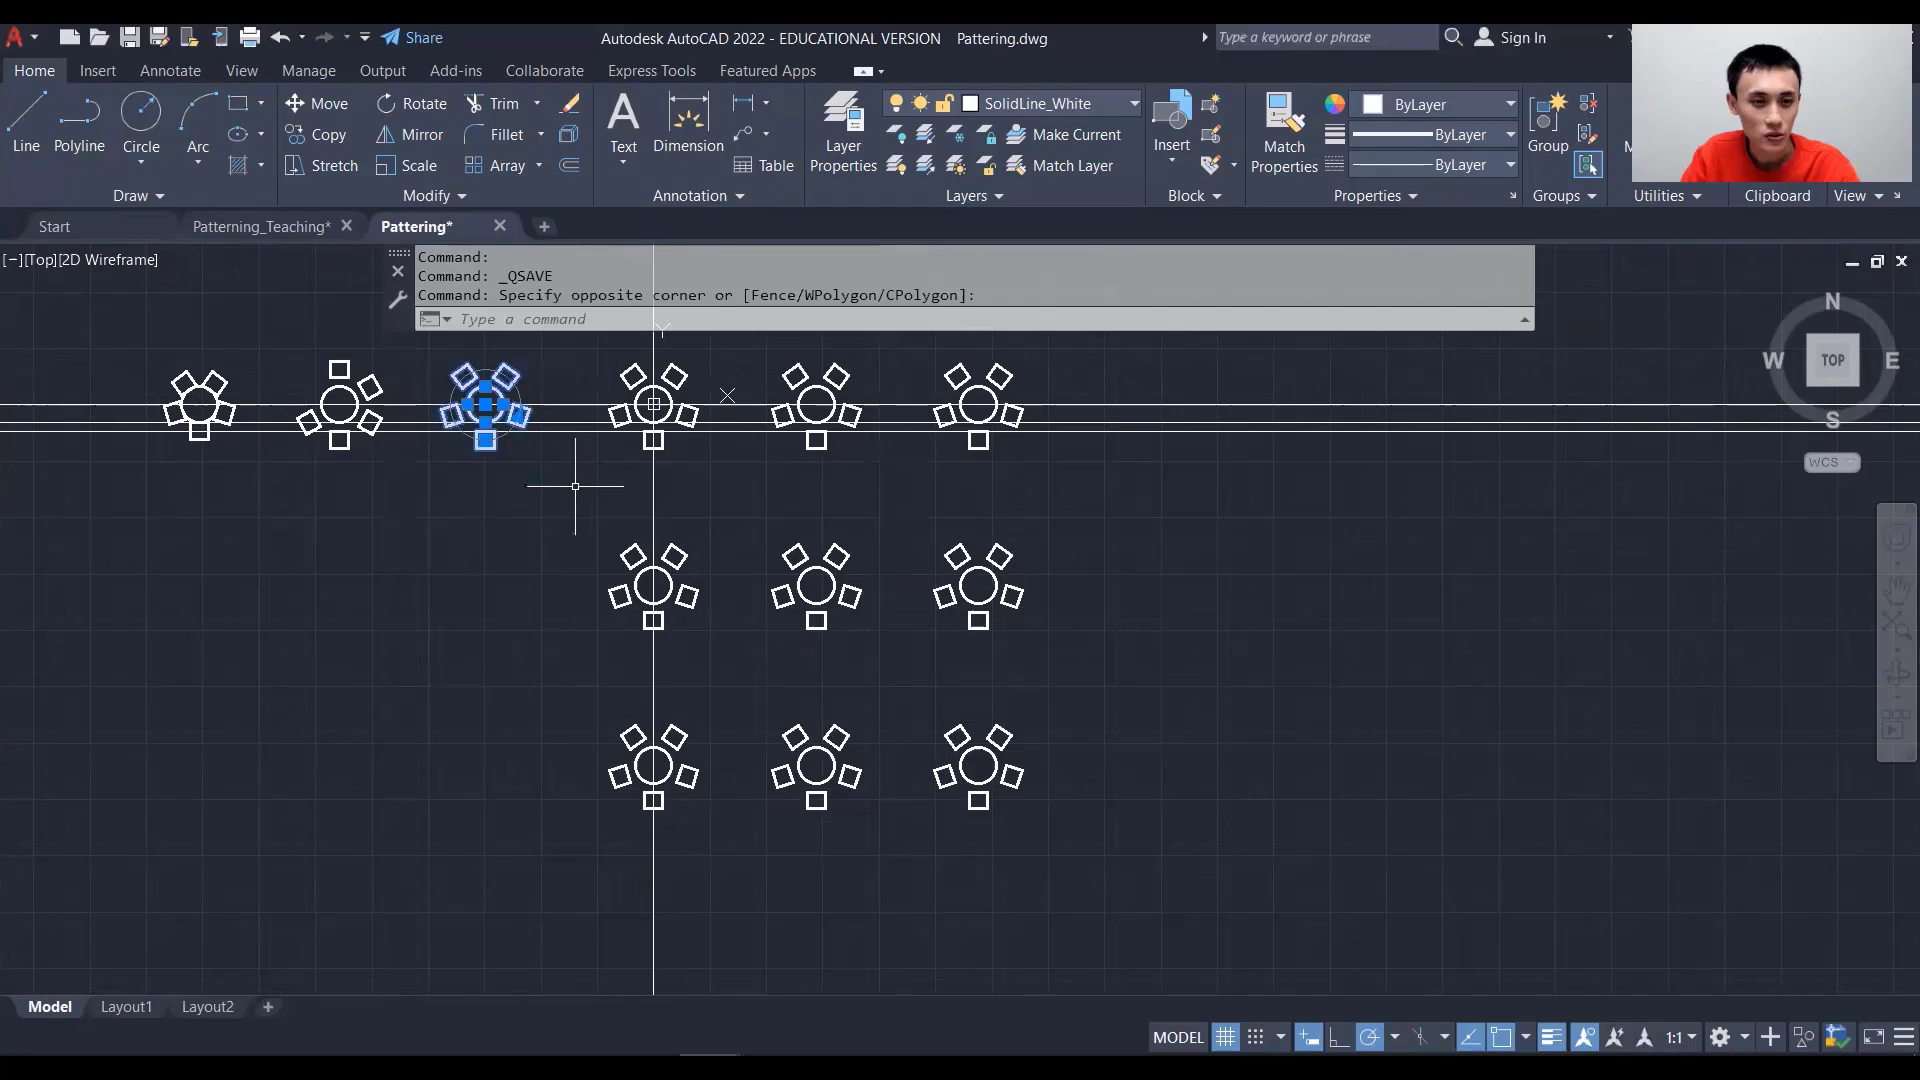 Share
Autodesk AutoCAD 2022 - EDUCATIONAL VERSION Pattering.dwg
Type a keyword or phrase
Sign In
Home Insert Annotate View Manage Output Add-ins Collaborate Express Tools Featured Apps
Line Polyline Circle Arc
Move Rotate Trim
Copy Mirror Fillet
Stretch Scale Array
Text Dimension Table
Layer Properties
SolidLine_White
Make Current
Match Layer
Insert
Match Properties
ByLayer
ByLayer
ByLayer
Group
Draw Modify Annotation Layers Block Properties Groups Utilities Clipboard View
Start Patterning_Teaching* Pattering*
[−][Top][2D Wireframe]
Command:
Command: _QSAVE
Command: Specify opposite corner or [Fence/WPolygon/CPolygon]:
Type a command
N
W TOP E
S
WCS
Y
Model Layout1 Layout2
MODEL 1:1